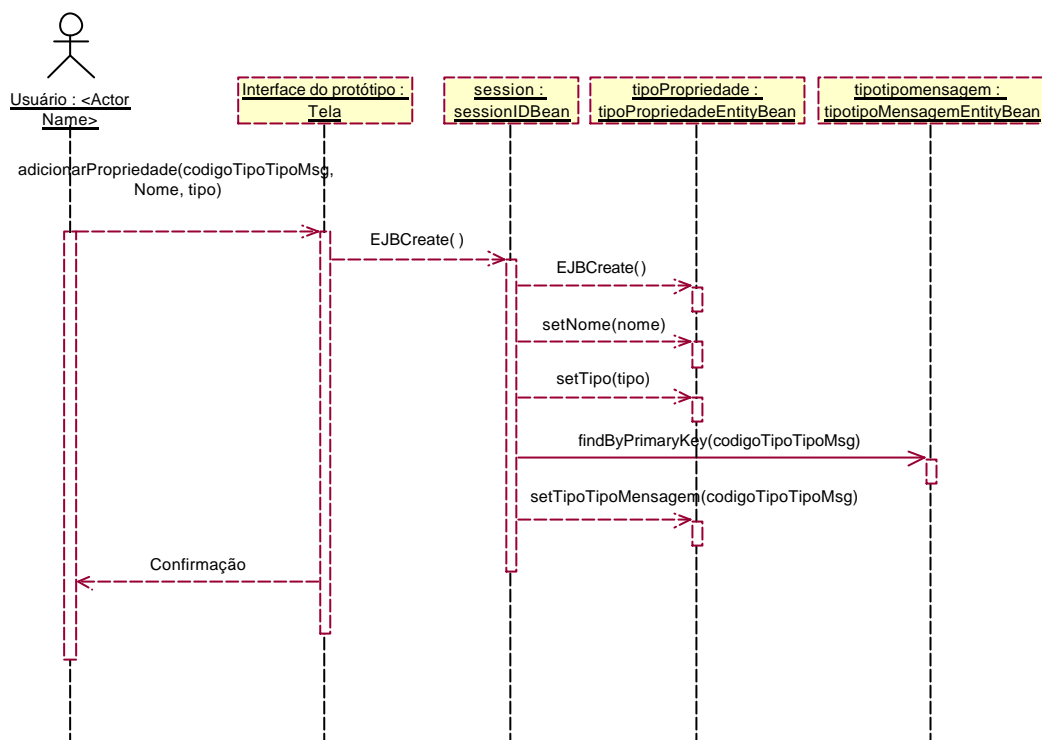 Usuário : <Actor
Name>
Interface do protótipo :
Tela
session :
sessionIDBean
tipoPropriedade :
tipoPropriedadeEntityBean
tipotipomensagem :
tipotipoMensagemEntityBean
adicionarPropriedade(codigoTipoTipoMsg,
Nome, tipo)
EJBCreate( )
EJBCreate()
setNome(nome)
setTipo(tipo)
findByPrimaryKey(codigoTipoTipoMsg)
setTipoTipoMensagem(codigoTipoTipoMsg)
Confirmação